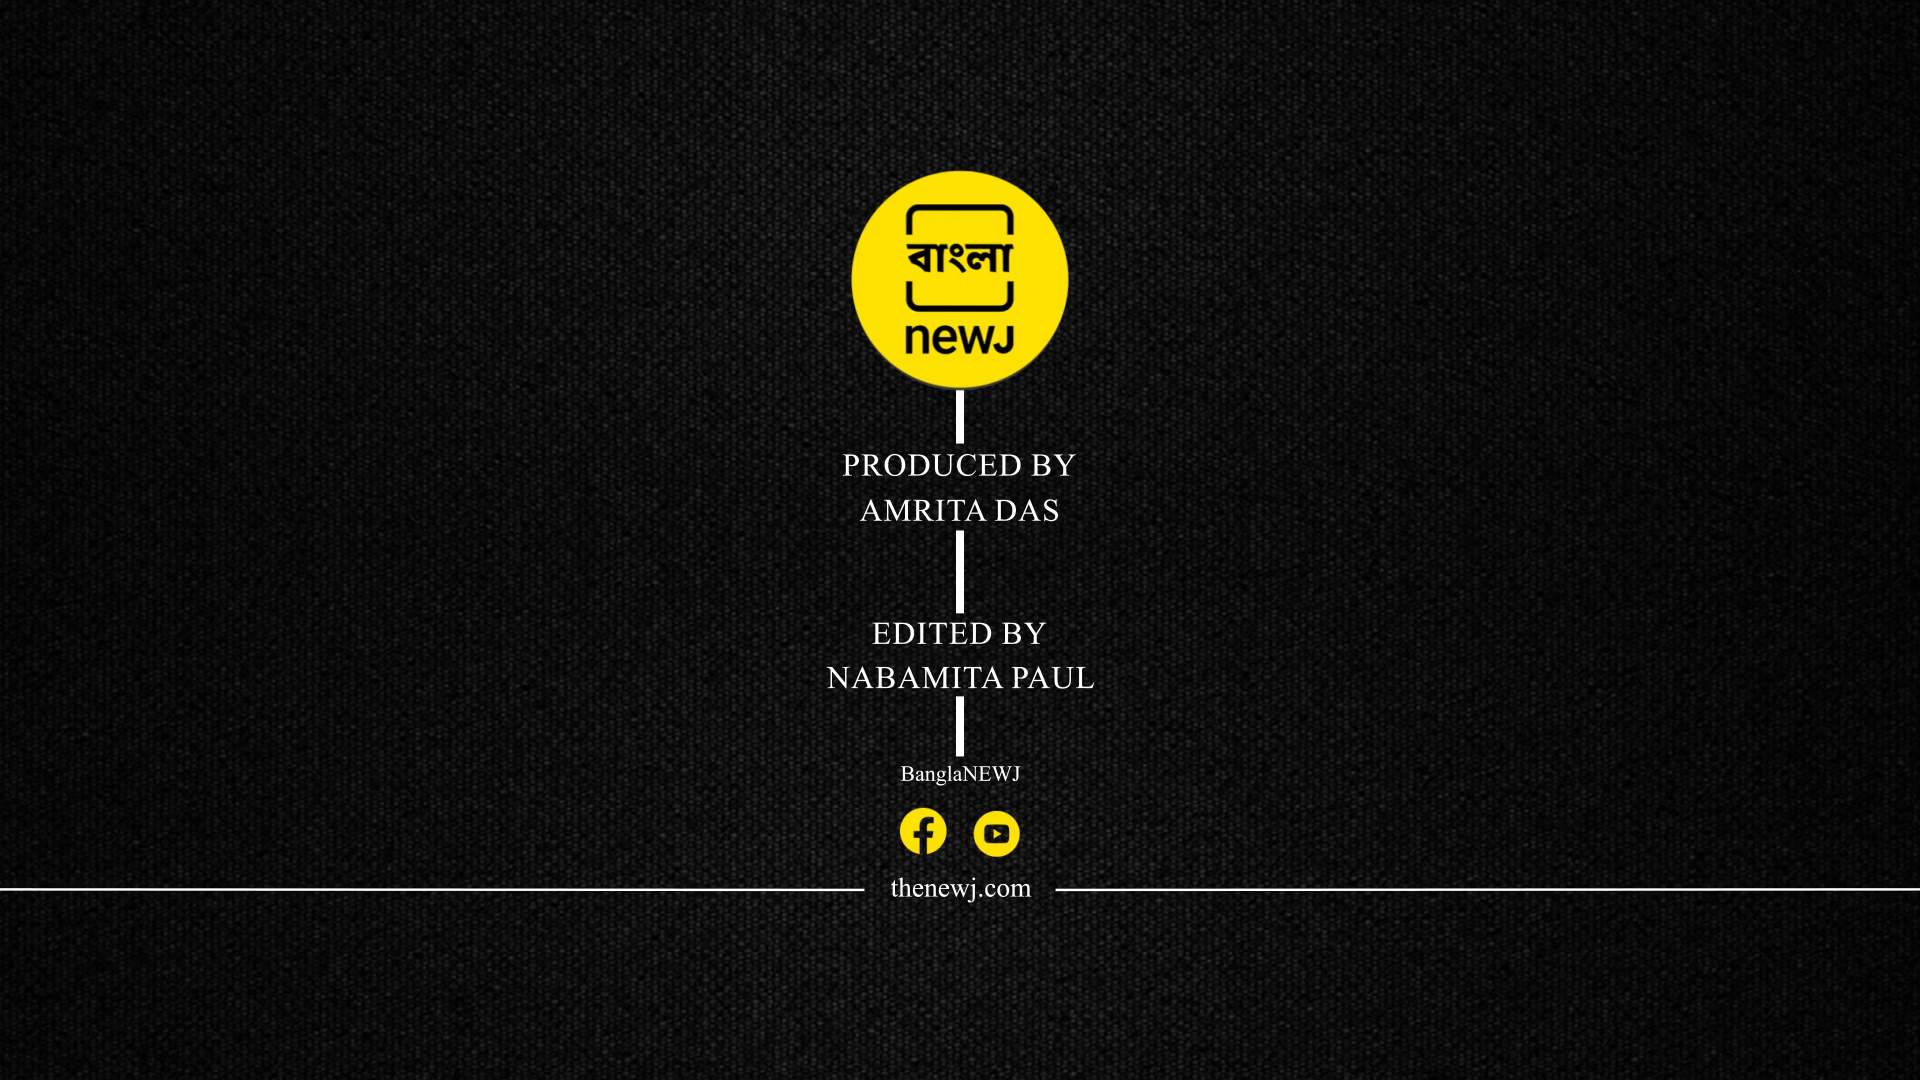 বাংলা
newJ
PRODUCED BY
AMRITA DAS
EDITED BY
NABAMITA PAUL
BanglaNEWJ
thenewj.com